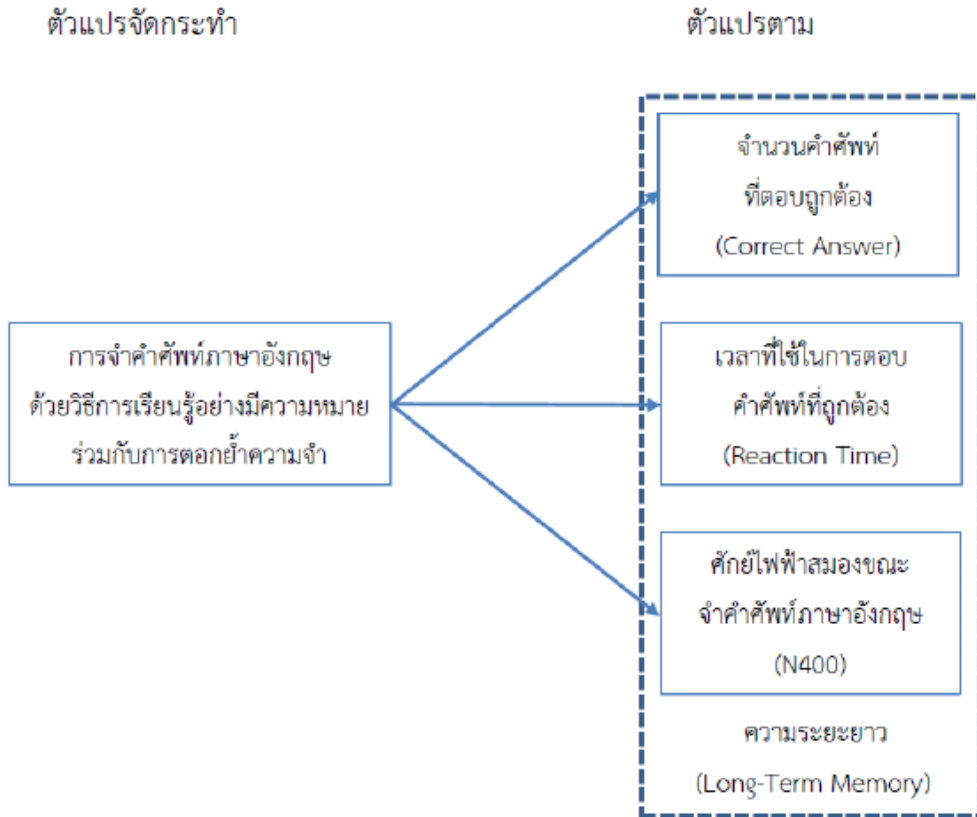 ตัวแปรจัดกระทำ
ตัวแปรตาม
จำนวนคำศัพท์
ที่ตอบถูกต้อง
(Correct Answer)
การจำคำศัพท์ภาษาอังกฤษ
ด้วยวิธีการเรียนรู้อย่างมีความหมาย
ร่วมกับการตอกย้ำความจำ
เวลาที่ใช้ในการตอบ
คำศัพท์ที่ถูกต้อง
(Reaction Time)
ศักย์ไฟฟ้าสมองขณะ
จำคำศัพท์ภาษาอังกฤษ
(N400)
ความระยะยาว
(Long-Term Memory)